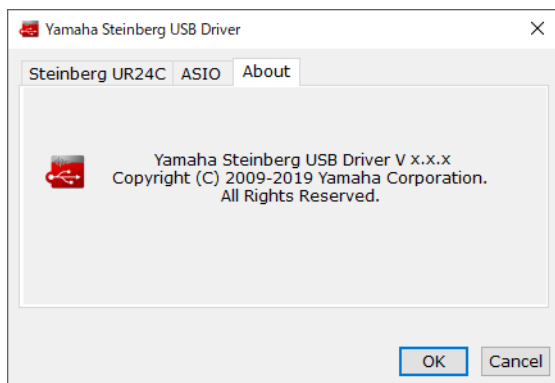 Yamaha Steinberg USB Driver
Steinberg UR24C ASIO About
Yamaha Steinberg USB Driver V x.x.x
Copyright (C) 2009-2019 Yamaha Corporation.
All Rights Reserved.
OK Cancel